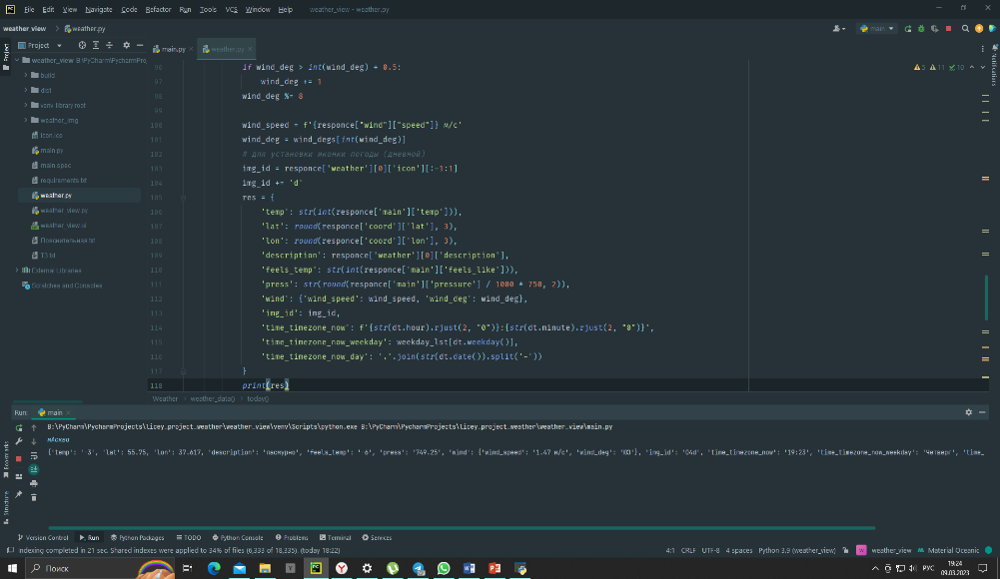 File Edit View Navigate Code Refactor Run Tools VCS Window Help weather_view - weather.py
weather_view weather.py main
Project
main.py
weather.py
5 11 10
weather_view B:\PyCharm\PycharmProj
build
dist
venv library root
weather_img
icon.ico
main.py
main.spec
requirements.txt
weather.py
weather_view.py
weather_view.ui
ТЗ.txt
External Libraries
Scratches and Consoles
96 if wind_deg > int(wind_deg) + 0.5:
97 wind_deg += 1
98 wind_deg %= 8
99
100 wind_speed = f'{responce["wind"]["speed"]} м/с'
101 wind_deg = wind_degs[int(wind_deg)]
102 # для установки иконки погоды (дневной)
103 img_id = responce['weather'][0]['icon'][:-1:1]
104 img_id += 'd'
105 res = {
106 'temp': str(int(responce['main']['temp'])),
107 'lat': round(responce['coord']['lat'], 3),
108 'lon': round(responce['coord']['lon'], 3),
109 'description': responce['weather'][0]['description'],
110 'feels_temp': str(int(responce['main']['feels_like'])),
111 'press': str(round(responce['main']['pressure'] / 1000 * 750, 2)),
112 'wind': {'wind_speed': wind_speed, 'wind_deg': wind_deg},
113 'img_id': img_id,
114 'time_timezone_now': f'{str(dt.hour).rjust(2, "0")}:{str(dt.minute).rjust(2, "0")}',
115 'time_timezone_now_weekday': weekday_lst[dt.weekday()],
116 'time_timezone_now_day': '.'.join(str(dt.date()).split('-'))
117 }
118 print(res)
Weather weather_data() today()
Project
Bookmarks
Structure
Notifications
Run: main
B:\PyCharm\PycharmProjects\licey_project_weather\weather_view\venv\Scripts\python.exe B:\PyCharm\PycharmProjects\licey_project_weather\weather_view\main.py
москва
{'temp': '-3', 'lat': 55.75, 'lon': 37.617, 'description': 'пасмурно', 'feels_temp': '-6', 'press': '749.25', 'wind': {'wind_speed': '1.47 м/с', 'wind_deg': 'ЮЗ'}, 'img_id': '04d', 'time_timezone_now': '19:23', 'time_timezone_now_weekday': 'Четверг', 'time_
Version Control Run Python Packages TODO Python Console Problems Terminal Services
Indexing completed in 21 sec. Shared indexes were applied to 34% of files (6,333 of 18,335). (today 18:22) 4:1 CRLF UTF-8 4 spaces Python 3.9 (weather_view) weather_view Material Oceanic
Поиск
РУС
19:24
09.03.2023